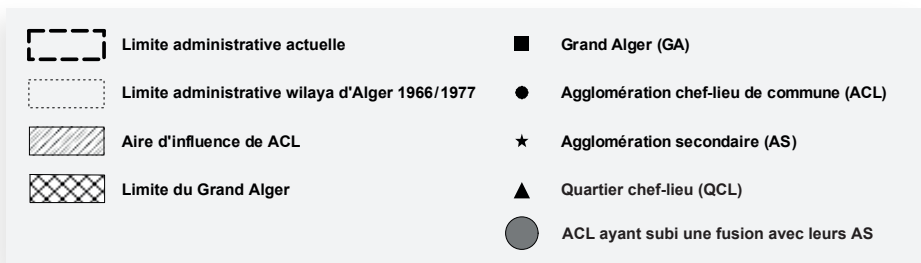 Limite administrative actuelle
Limite administrative wilaya d'Alger 1966/1977
Aire d'influence de ACL
Limite du Grand Alger
Grand Alger (GA)
Agglomération chef-lieu de commune (ACL)
Agglomération secondaire (AS)
Quartier chef-lieu (QCL)
ACL ayant subi une fusion avec leurs AS